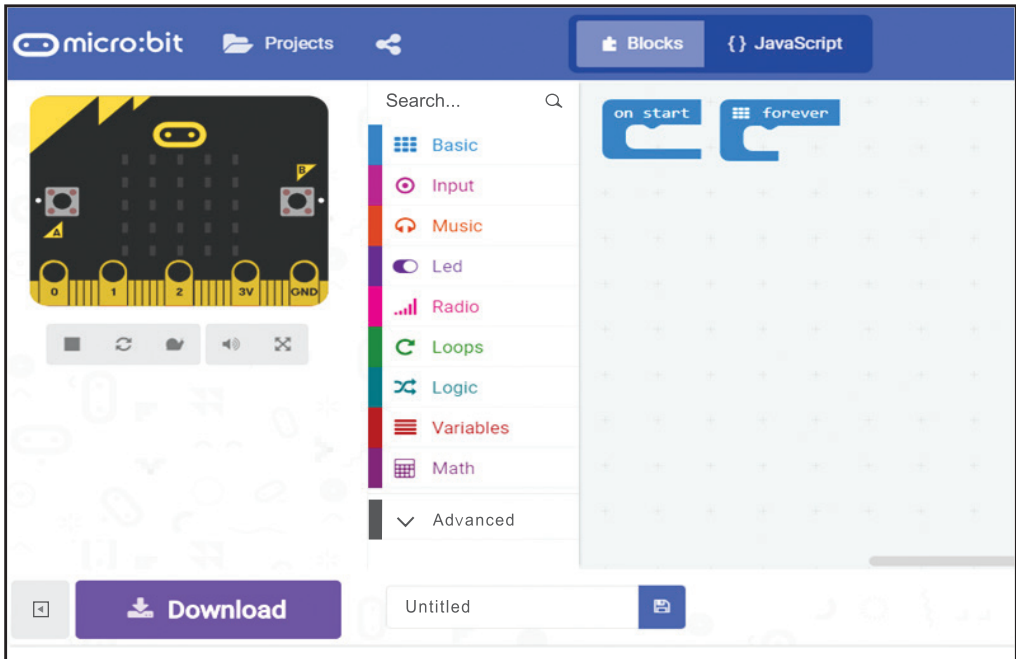 micro:bit Projects Blocks {} JavaScript
Search...
on start forever
Basic
Input
B
Music
A
Led
0 1 2 3V GND
Radio
Loops
Logic
Variables
Math
Advanced
Download Untitled